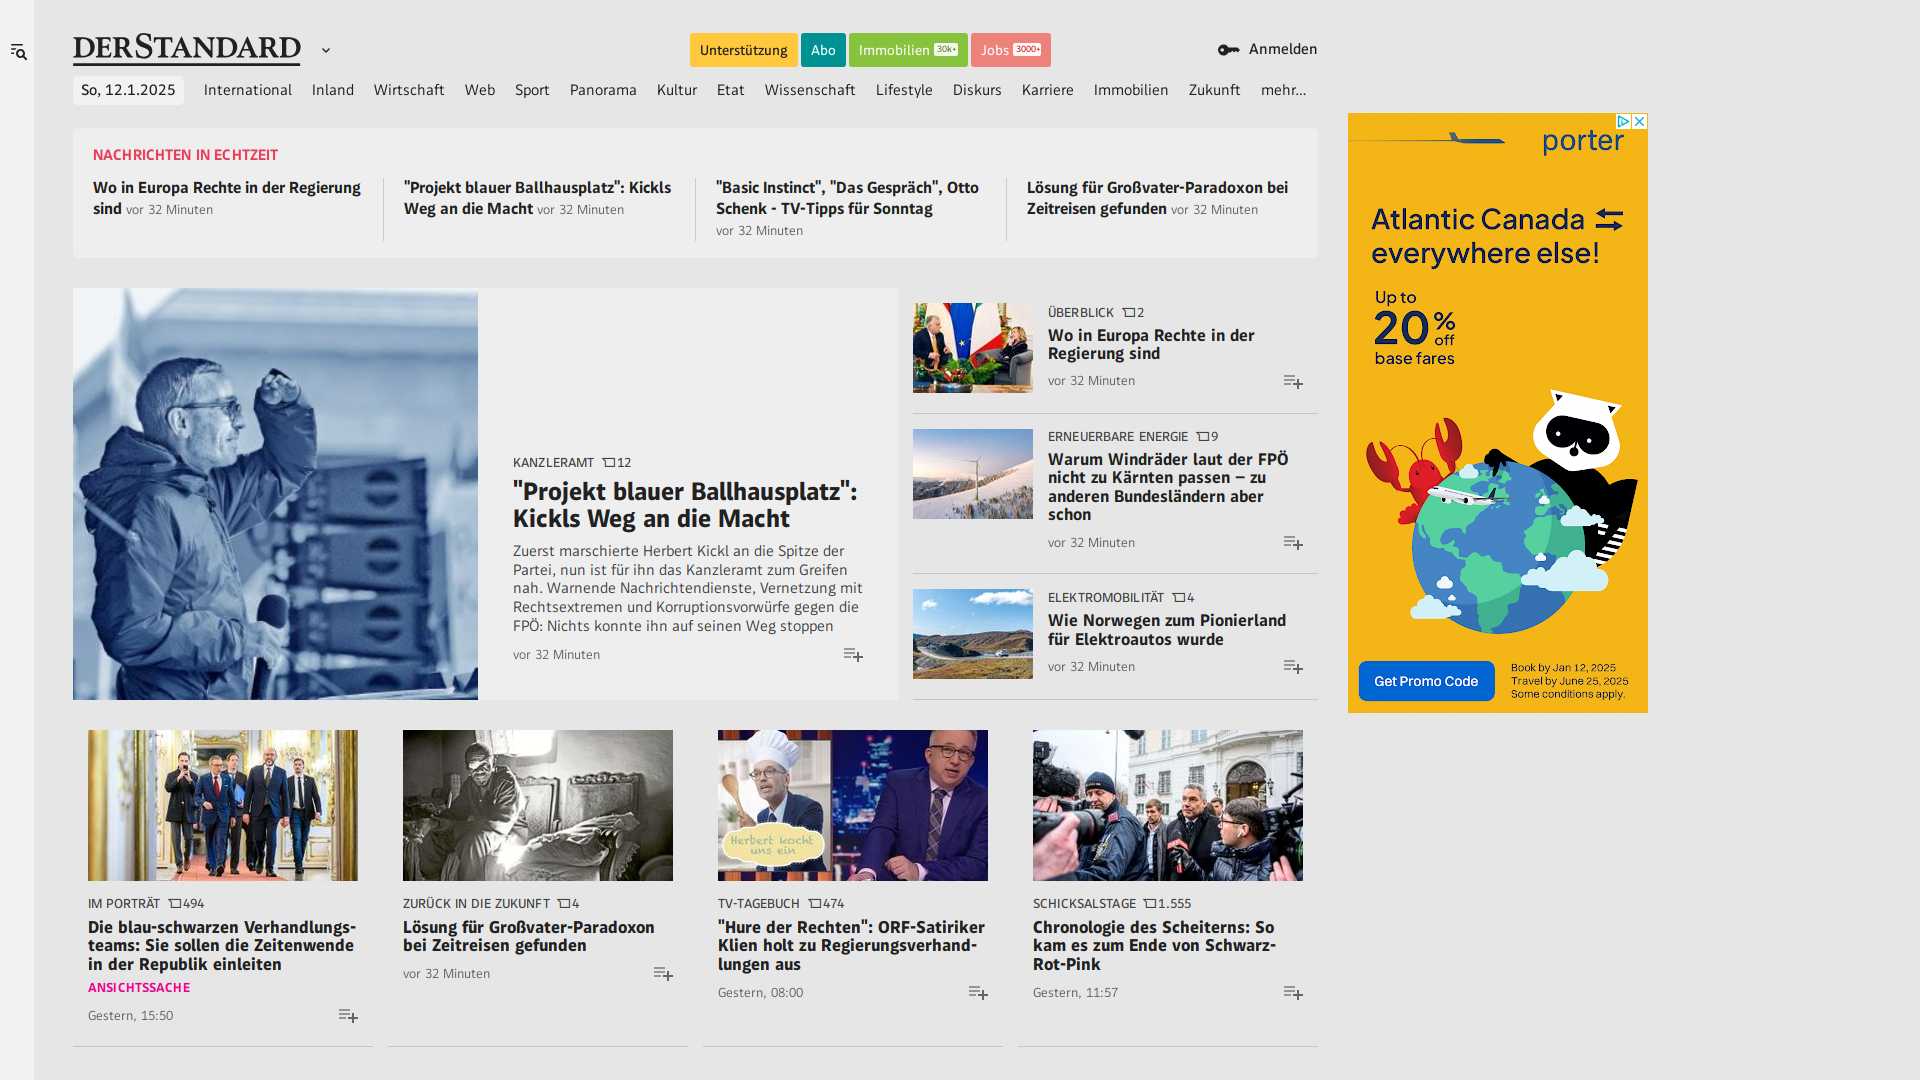 DERSTANDARD
Unterstützung
Abo
Immobilien 30k+
Jobs 3000+
Anmelden
So, 12.1.2025
International
Inland
Wirtschaft
Web
Sport
Panorama
Kultur
Etat
Wissenschaft
Lifestyle
Diskurs
Karriere
Immobilien
Zukunft
mehr...
NACHRICHTEN IN ECHTZEIT
Wo in Europa Rechte in der Regierung
sind vor 32 Minuten
"Projekt blauer Ballhausplatz": Kickls
Weg an die Macht vor 32 Minuten
"Basic Instinct", "Das Gespräch", Otto
Schenk - TV-Tipps für Sonntag
vor 32 Minuten
Lösung für Großvater-Paradoxon bei
Zeitreisen gefunden vor 32 Minuten
KANZLERAMT 12
"Projekt blauer Ballhausplatz":
Kickls Weg an die Macht
Zuerst marschierte Herbert Kickl an die Spitze der
Partei, nun ist für ihn das Kanzleramt zum Greifen
nah. Warnende Nachrichtendienste, Vernetzung mit
Rechtsextremen und Korruptionsvorwürfe gegen die
FPÖ: Nichts konnte ihn auf seinen Weg stoppen
vor 32 Minuten
ÜBERBLICK 2
Wo in Europa Rechte in der
Regierung sind
vor 32 Minuten
ERNEUERBARE ENERGIE 9
Warum Windräder laut der FPÖ
nicht zu Kärnten passen – zu
anderen Bundesländern aber
schon
vor 32 Minuten
ELEKTROMOBILITÄT 4
Wie Norwegen zum Pionierland
für Elektroautos wurde
vor 32 Minuten
IM PORTRÄT 494
Die blau-schwarzen Verhandlungs-
teams: Sie sollen die Zeitenwende
in der Republik einleiten
ANSICHTSSACHE
Gestern, 15:50
ZURÜCK IN DIE ZUKUNFT 4
Lösung für Großvater-Paradoxon
bei Zeitreisen gefunden
vor 32 Minuten
Herbert kocht
uns ein
TV-TAGEBUCH 474
"Hure der Rechten": ORF-Satiriker
Klien holt zu Regierungsverhand-
lungen aus
Gestern, 08:00
SCHICKSALSTAGE 1.555
Chronologie des Scheiterns: So
kam es zum Ende von Schwarz-
Rot-Pink
Gestern, 11:57
porter
Atlantic Canada
everywhere else!
Up to
20% off
base fares
Get Promo Code
Book by Jan 12, 2025
Travel by June 25, 2025
Some conditions apply.